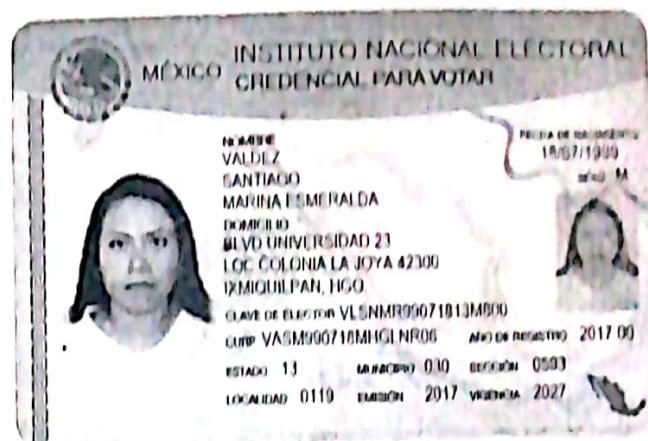 MÉXICO INSTITUTO NACIONAL ELECTORAL
CREDENCIAL PARA VOTAR
NOMBRE
VALDEZ
SANTIAGO
MARINA ESMERALDA
FECHA DE NACIMIENTO
18/07/1999
SEXO M
DOMICILIO
BLVD UNIVERSIDAD 23
LOC COLONIA LA JOYA 42300
IXMIQUILPAN, HGO.
CLAVE DE ELECTOR VLSNMR99071813M800
CURP VASM990718MHGLNR06 AÑO DE REGISTRO 2017 00
ESTADO 13 MUNICIPIO 030 SECCIÓN 0593
LOCALIDAD 0119 EMISIÓN 2017 VIGENCIA 2027